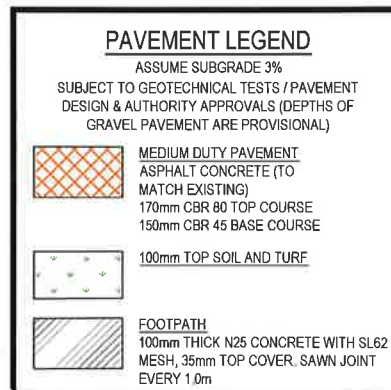 PAVEMENT LEGEND
ASSUME SUBGRADE 3%
SUBJECT TO GEOTECHNICAL TESTS / PAVEMENT
DESIGN & AUTHORITY APPROVALS (DEPTHS OF
GRAVEL PAVEMENT ARE PROVISIONAL)
MEDIUM DUTY PAVEMENT
ASPHALT CONCRETE (TO
MATCH EXISTING)
170mm CBR 80 TOP COURSE
150mm CBR 45 BASE COURSE
100mm TOP SOIL AND TURF
FOOTPATH
100mm THICK N25 CONCRETE WITH SL62
MESH, 35mm TOP COVER. SAWN JOINT
EVERY 1.0m